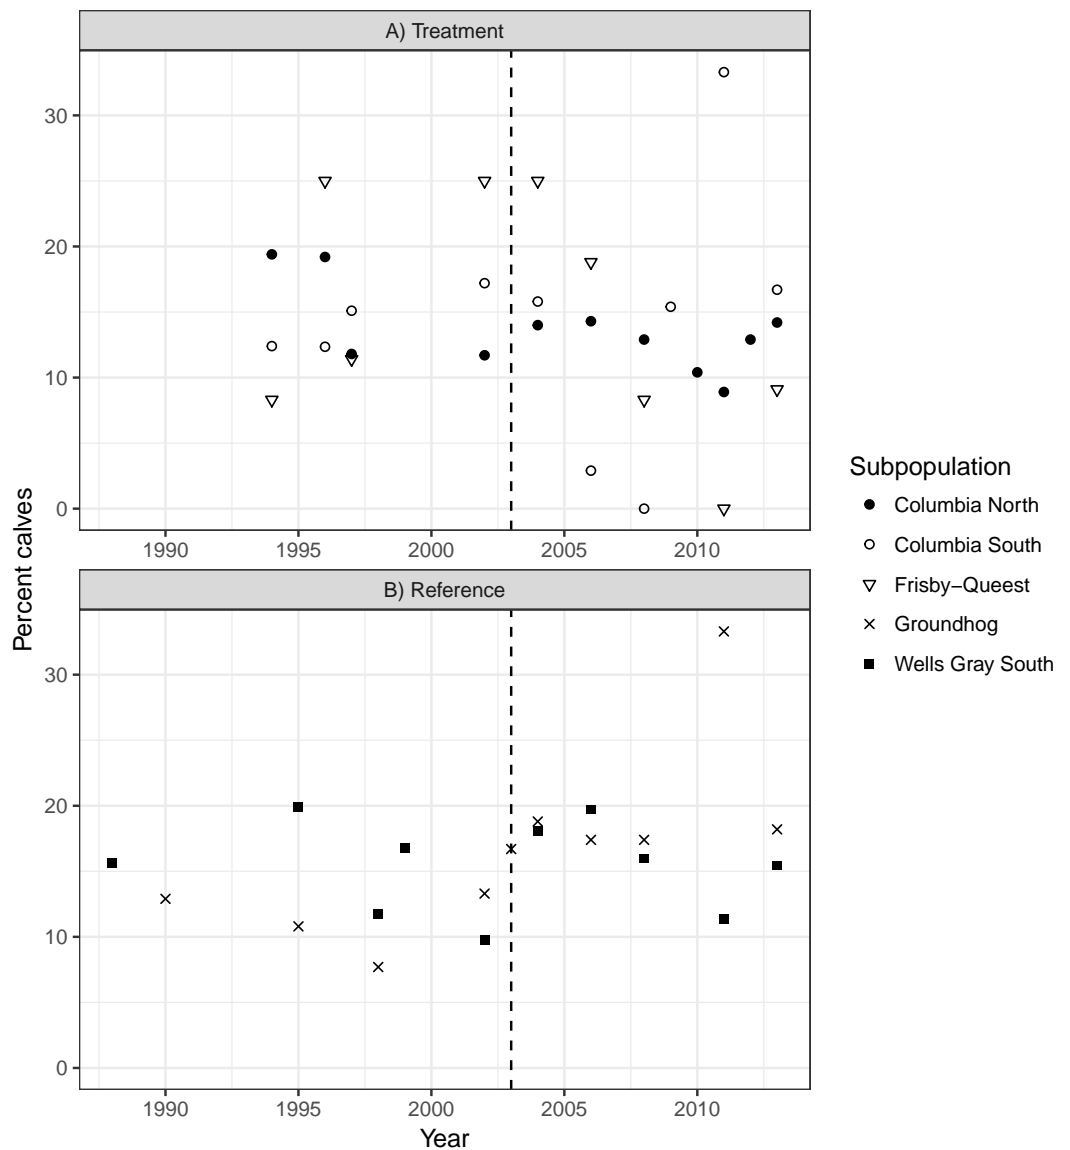 A) Treatment
30
20
10
0
1990 1995 2000 2005 2010
B) Reference
30
20
10
0
1990 1995 2000 2005 2010
Year
Percent calves
Subpopulation
Columbia North
Columbia South
Frisby−Queest
Groundhog
Wells Gray South